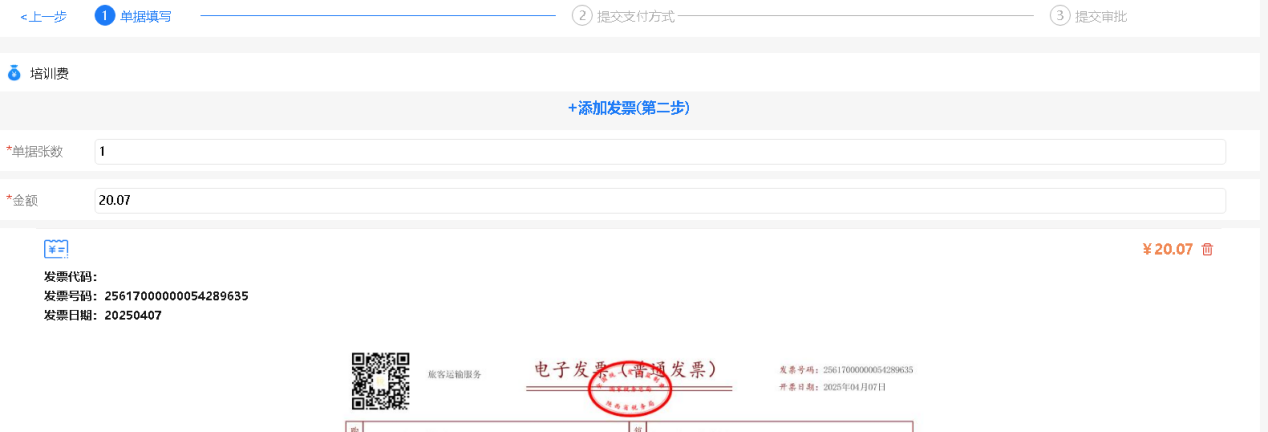 <上一步 1 单据填写 2 提交支付方式 3 提交审批
培训费
+添加发票(第二步)
*单据张数 1
*金额 20.07
¥20.07
发票代码：
发票号码：25617000000054289635
发票日期：20250407
旅客运输服务
电子发票（普通发票）
发票号码：25617000000054289635
开票日期：2025年04月07日